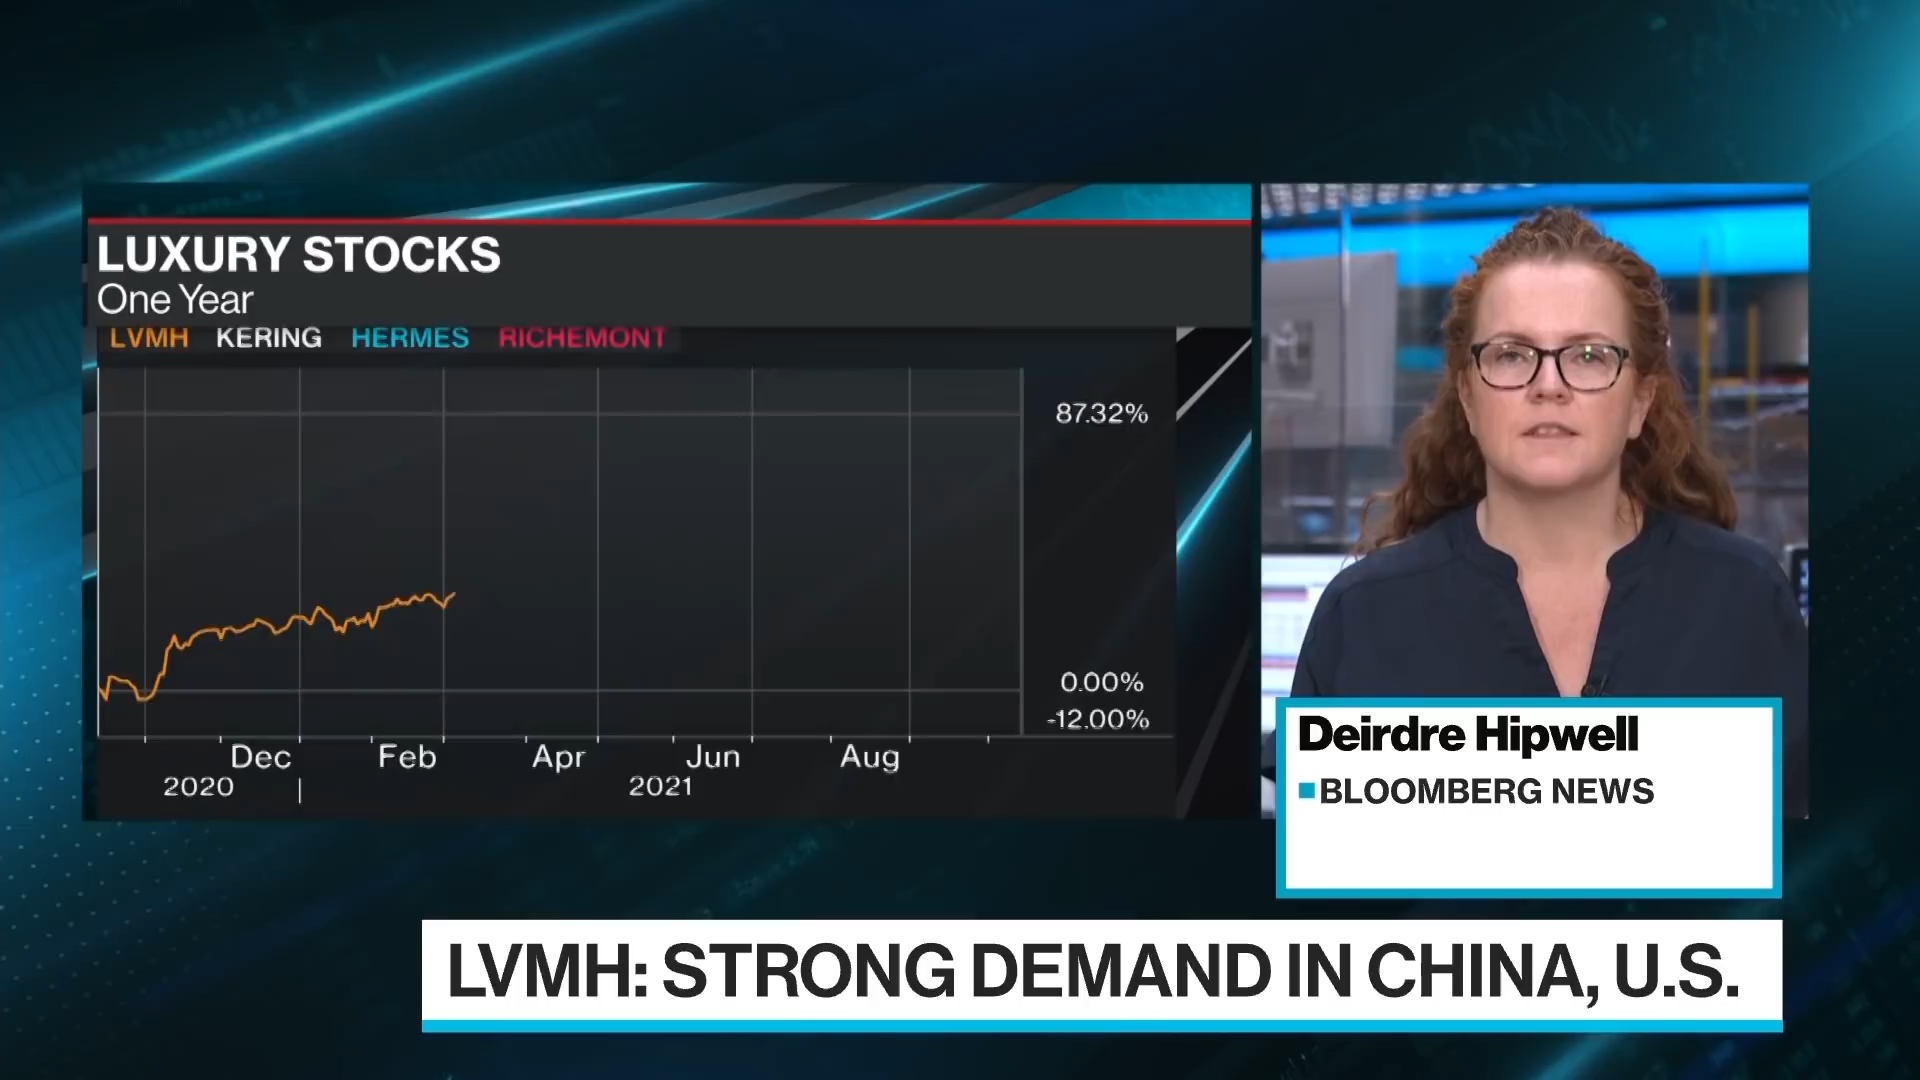 LUXURY STOCKS
One Year
LVMH KERING HERMES RICHEMONT
87.32%
0.00%
-12.00%
Dec Feb Apr Jun Aug
2020 2021
Deirdre Hipwell
BLOOMBERG NEWS
LVMH: STRONG DEMAND IN CHINA, U.S.